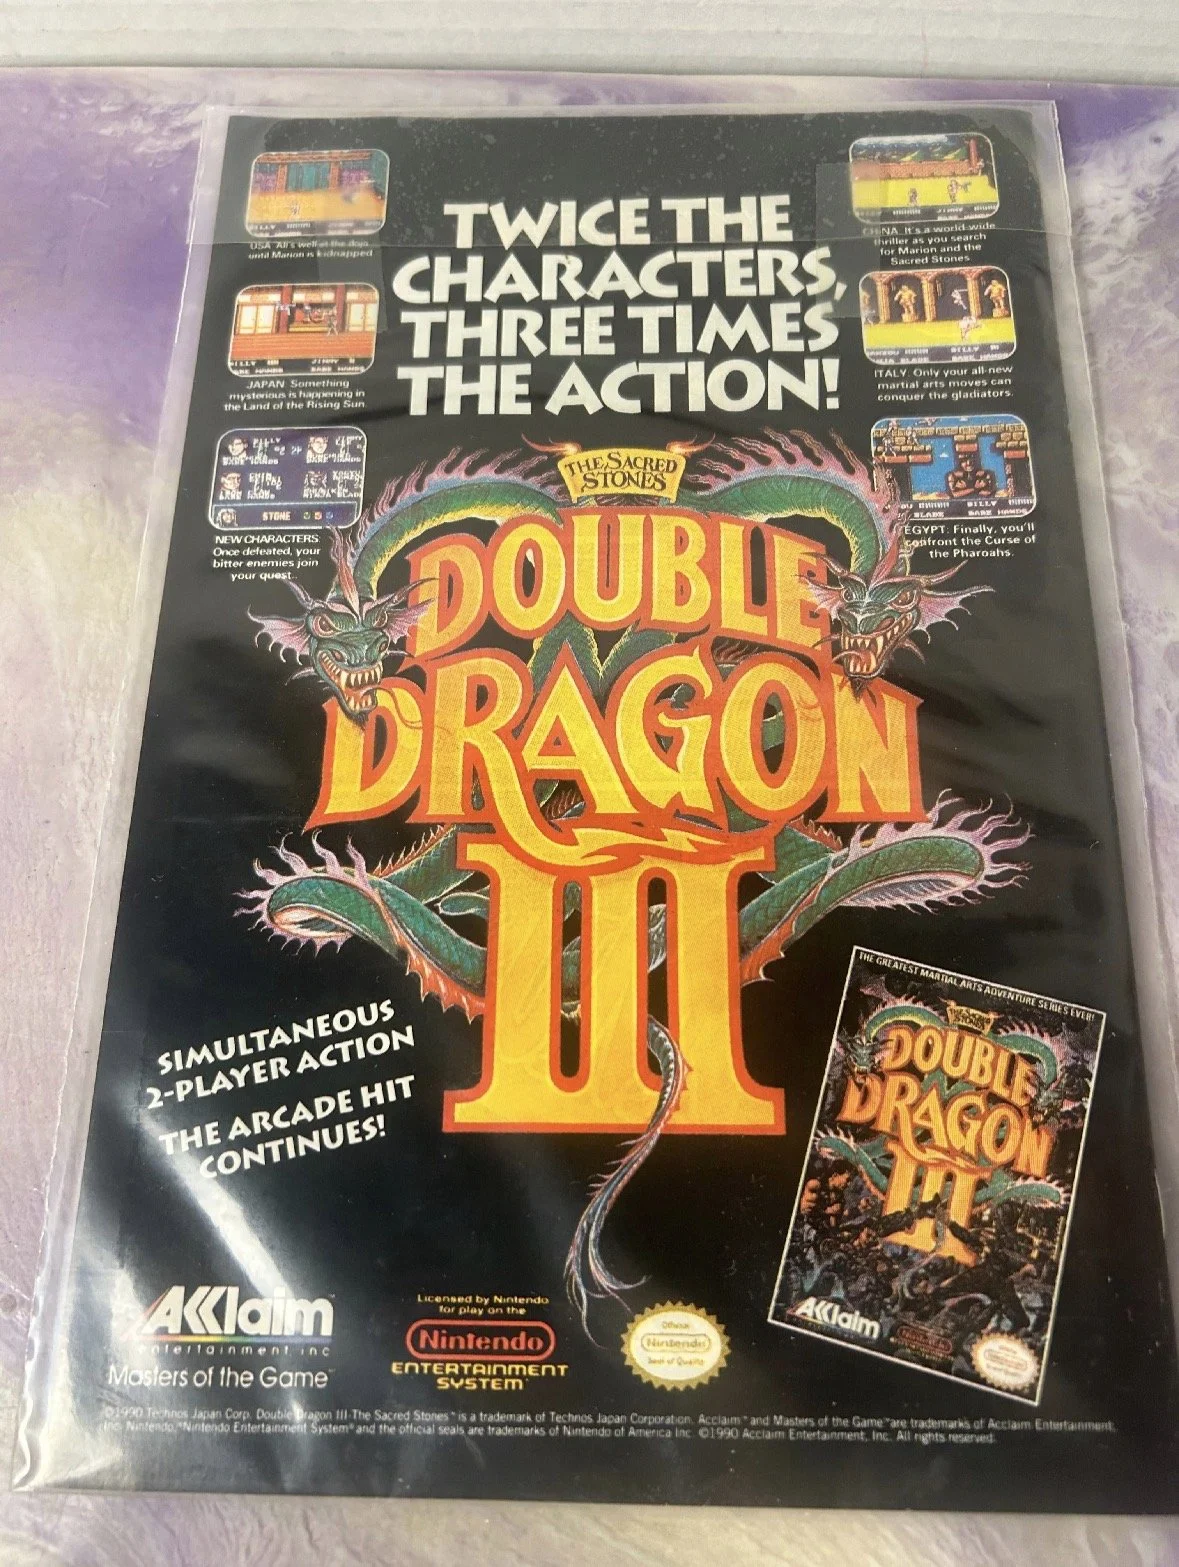 TWICE THE
CHARACTERS,
THREE TIMES
THE ACTION!
USA All's well at the dojo
until Marion is kidnapped
JAPAN Something
mysterious is happening in
the Land of the Rising Sun
STONE
NEW CHARACTERS
Once defeated, your
bitter enemies join
your quest
It's a world-wide
thriller as you search
for Marion and the
Sacred Stones
ITALY Only your all-new
martial arts moves can
conquer the gladiators
EGYPT Finally, you'll
confront the Curse of
the Pharoahs
THE SACRED
STONES
DOUBLE
DRAGON
III
SIMULTANEOUS
2-PLAYER ACTION
THE ARCADE HIT
CONTINUES!
THE GREATEST MARTIAL ARTS ADVENTURE SERIES EVER!
DOUBLE
DRAGON
III
AKKlaim
AKKlaim
entertainment inc
Masters of the Game™
Licensed by Nintendo
for play on the
Nintendo
ENTERTAINMENT
SYSTEM™
Official
Nintendo
Seal of Quality
©1990 Technos Japan Corp. Double Dragon III The Sacred Stones™ is a trademark of Technos Japan Corporation. Acclaim™ and Masters of the Game™ are trademarks of Acclaim Entertainment,
Nintendo, Nintendo Entertainment System® and the official seals are trademarks of Nintendo of America Inc. ©1990 Acclaim Entertainment, Inc. All rights reserved.